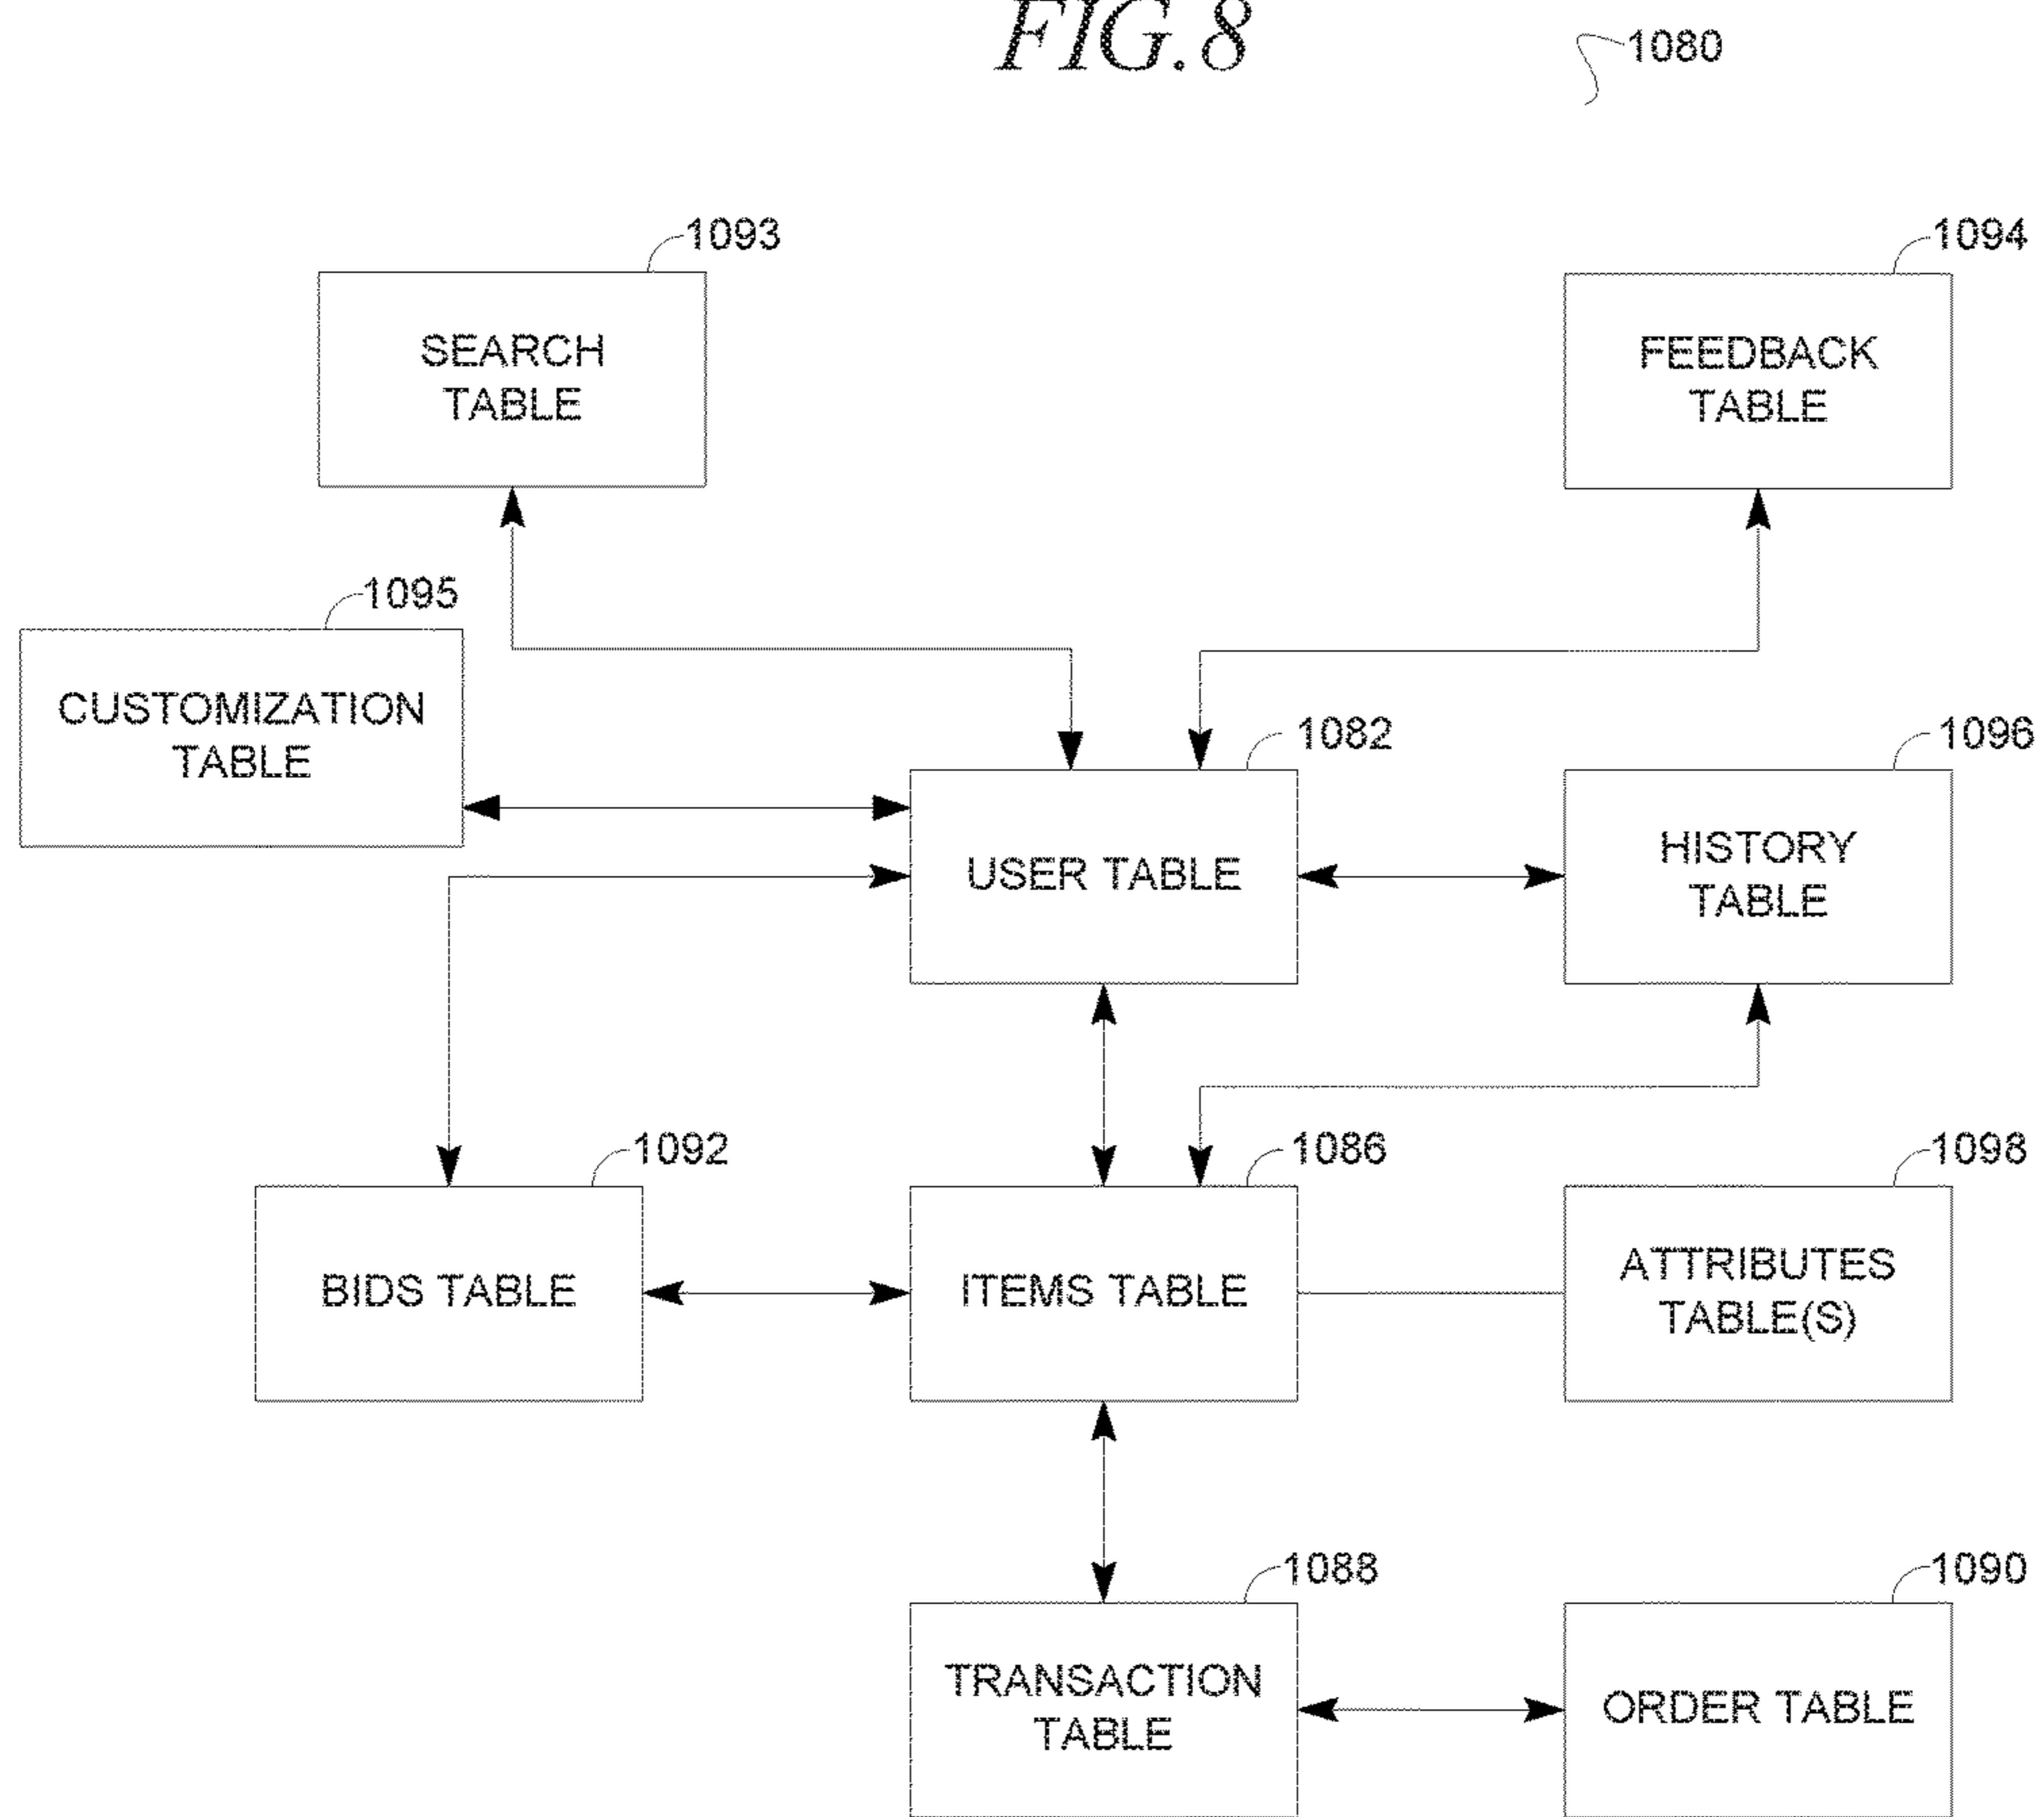 FIG.8
1080
1093
SEARCH
TABLE
1094
FEEDBACK
TABLE
1095
CUSTOMIZATION
TABLE
1082
USER TABLE
1096
HISTORY
TABLE
1092
BIDS TABLE
1086
ITEMS TABLE
1098
ATTRIBUTES
TABLE(S)
1088
TRANSACTION
TABLE
1090
ORDER TABLE